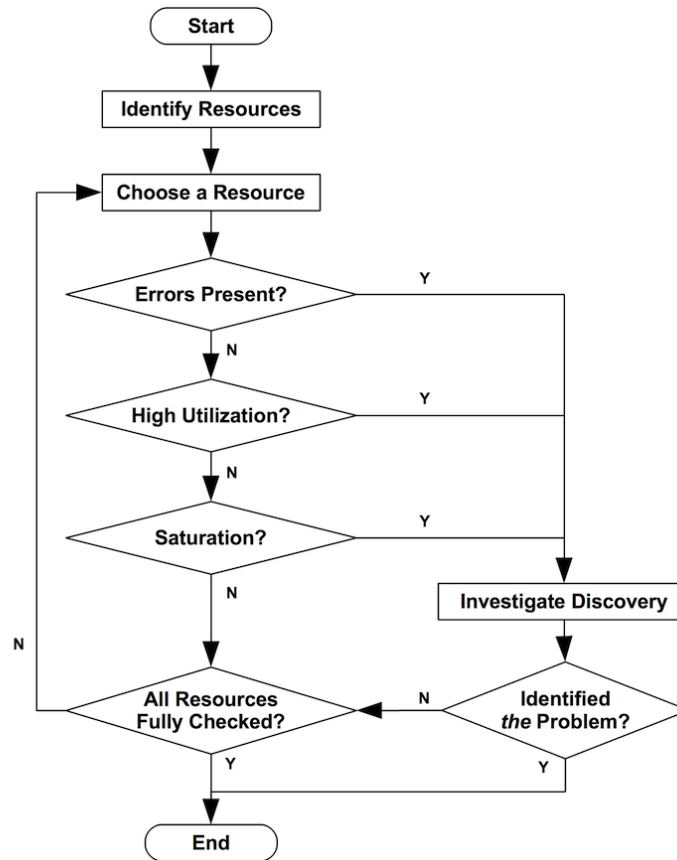 Start
Identify Resources
Choose a Resource
Errors Present?
Y
N
High Utilization?
Y
N
Saturation?
Y
N
Investigate Discovery
N
All Resources
Fully Checked?
N
Identified
the Problem?
Y
Y
End